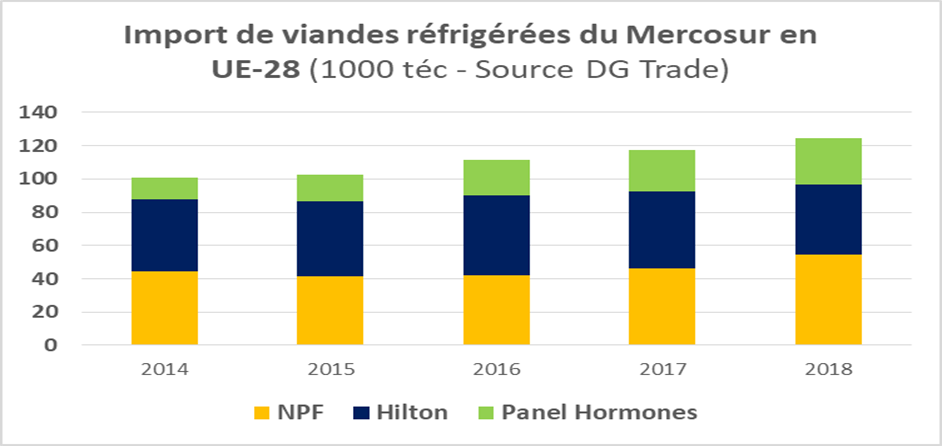 Import de viandes réfrigérées du Mercosur en
UE-28 (1000 téc - Source DG Trade)
140
120
100
80
60
40
20
0
2014 2015 2016 2017 2018
NPF Hilton Panel Hormones